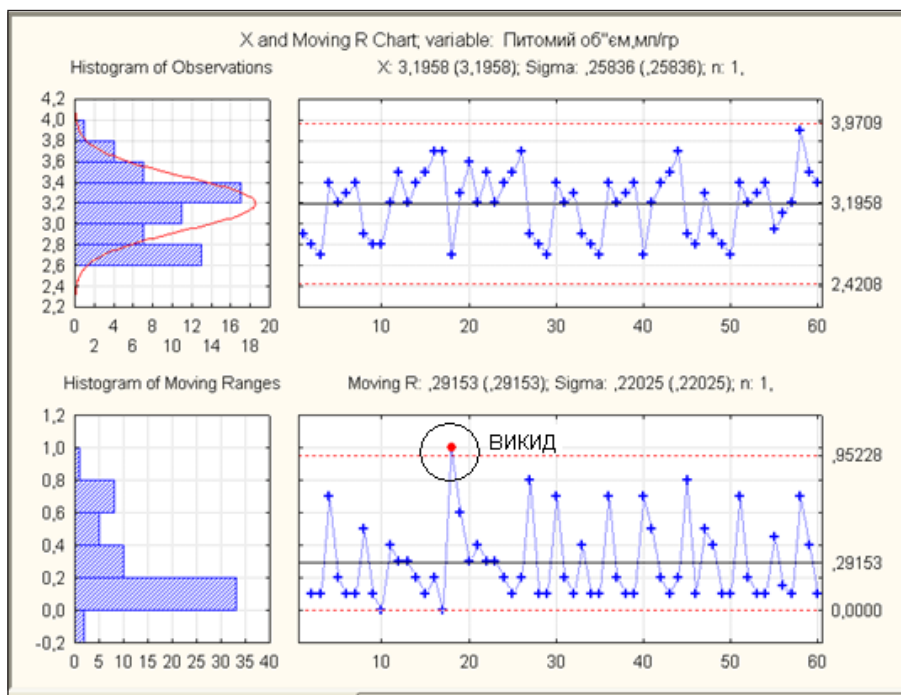 X and Moving R Chart; variable: Питомий об"єм,мл/гр
Histogram of Observations
X: 3,1958 (3,1958); Sigma: ,25836 (,25836); n: 1,
4,2
4,0
3,8
3,6
3,4
3,2
3,0
2,8
2,6
2,4
2,2
0 2 4 6 8 10 12 14 16 18 20
3,9709
3,1958
2,4208
10 20 30 40 50 60
Histogram of Moving Ranges
Moving R: ,29153 (,29153); Sigma: ,22025 (,22025); n: 1,
1,2
1,0
0,8
0,6
0,4
0,2
0,0
-0,2
0 5 10 15 20 25 30 35 40
ВИКИД
,95228
,29153
0,0000
10 20 30 40 50 60